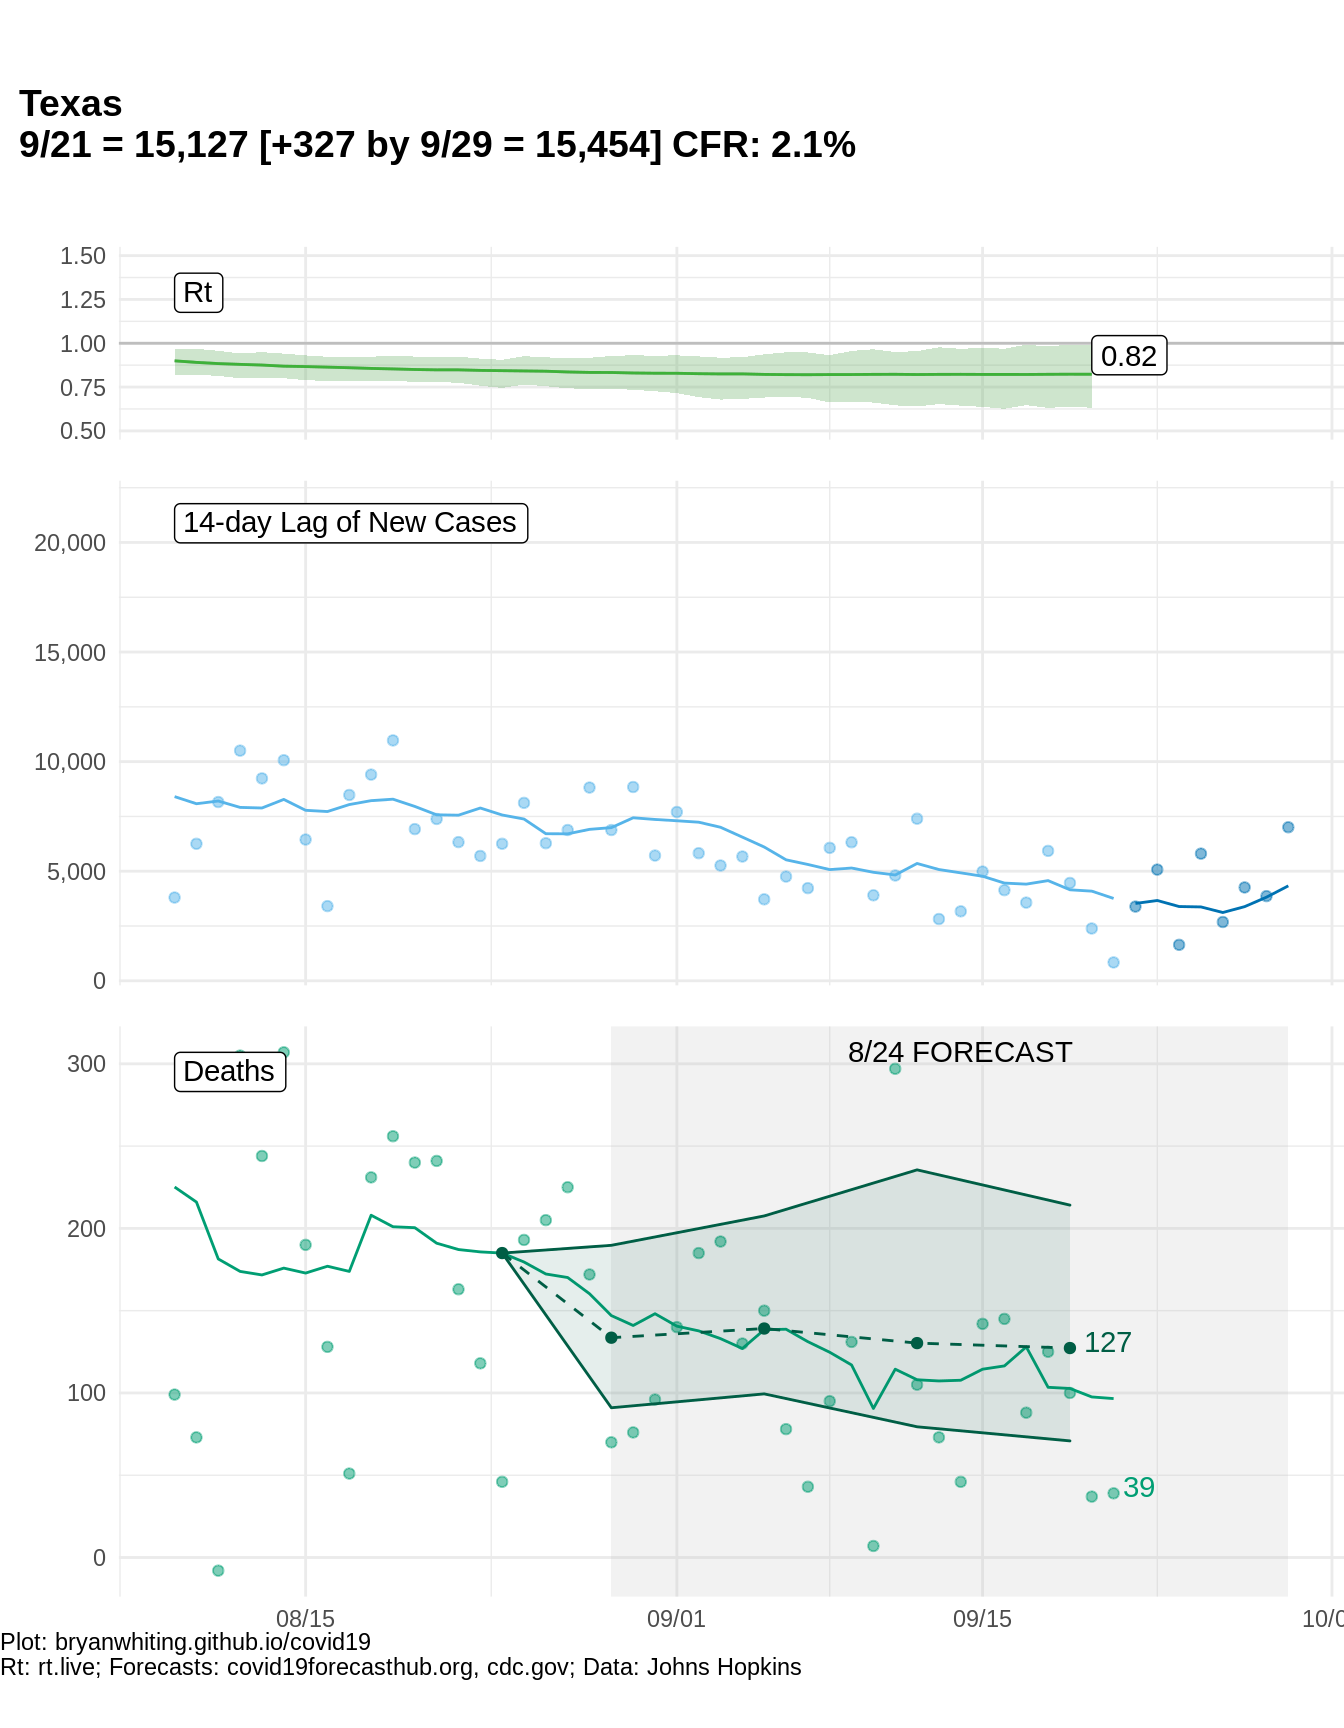 Texas
9/21 = 15,127 [+327 by 9/29 = 15,454] CFR: 2.1%
1.50
Rt
1.25
1.00
0.82
0.75
0.50
14-day Lag of New Cases
20,000
15,000
10,000
5,000
0
8/24 FORECAST
300
Deaths
200
127
100
39
0
08/15
09/01
09/15
10/0
Plot: bryanwhiting.github.io/covid19
Rt: rt.live; Forecasts: covid19forecasthub.org, cdc.gov; Data: Johns Hopkins